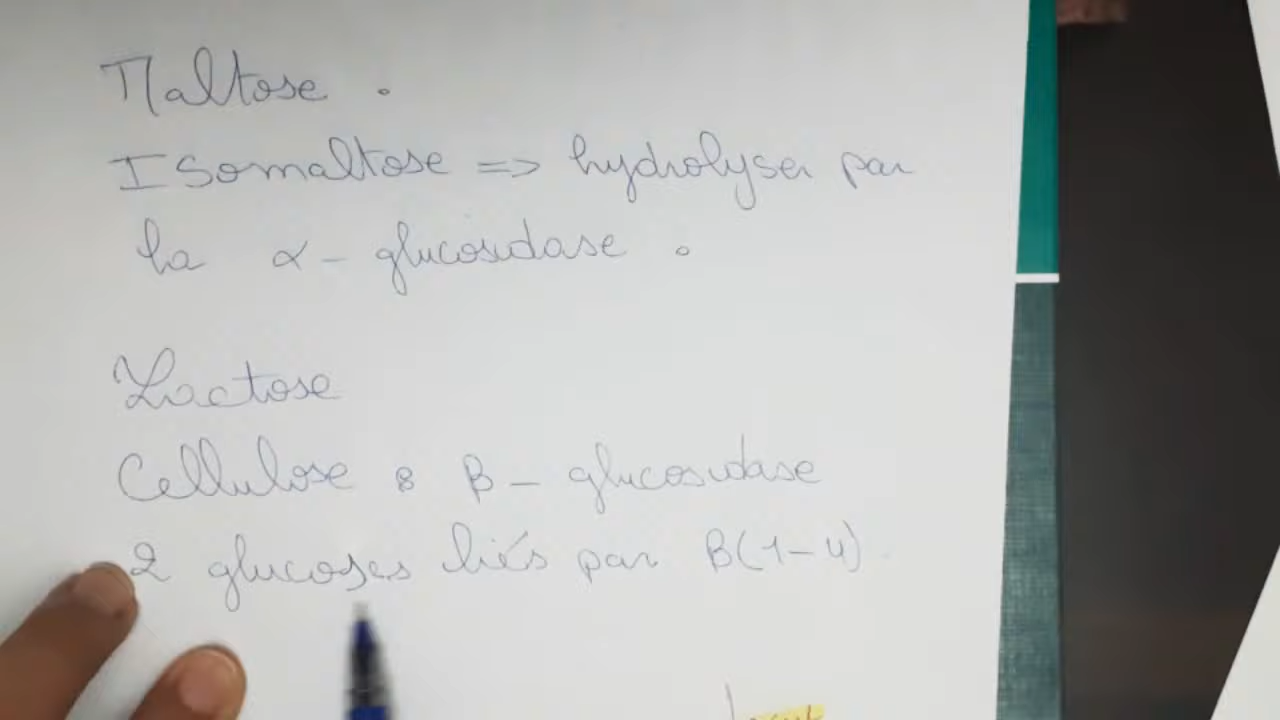 Maltose .
Isomaltose => hydrolyser par
la α - glucosidase .
Lactose
Cellulose : B - glucosidase
2 glucoses liés par B(1-4)